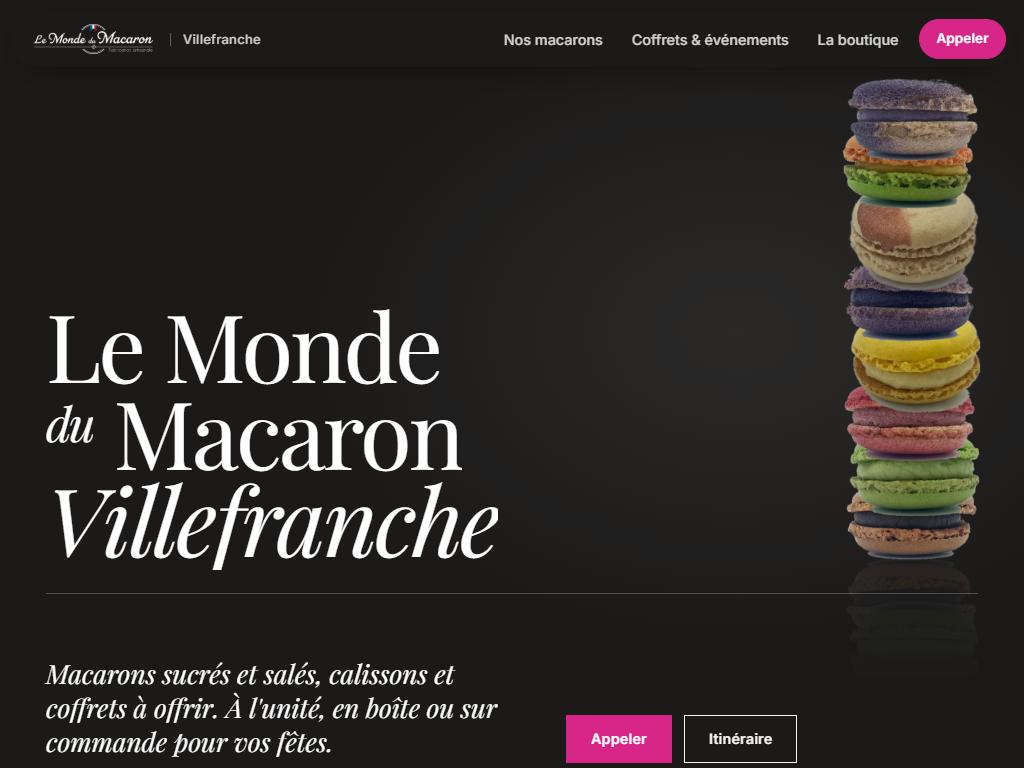 Le Monde du Macaron
Villefranche
Nos macarons
Coffrets & événements
La boutique
Appeler
Le Monde
du Macaron
Villefranche
Macarons sucrés et salés, calissons et
coffrets à offrir. À l'unité, en boîte ou sur
commande pour vos fêtes.
Appeler
Itinéraire